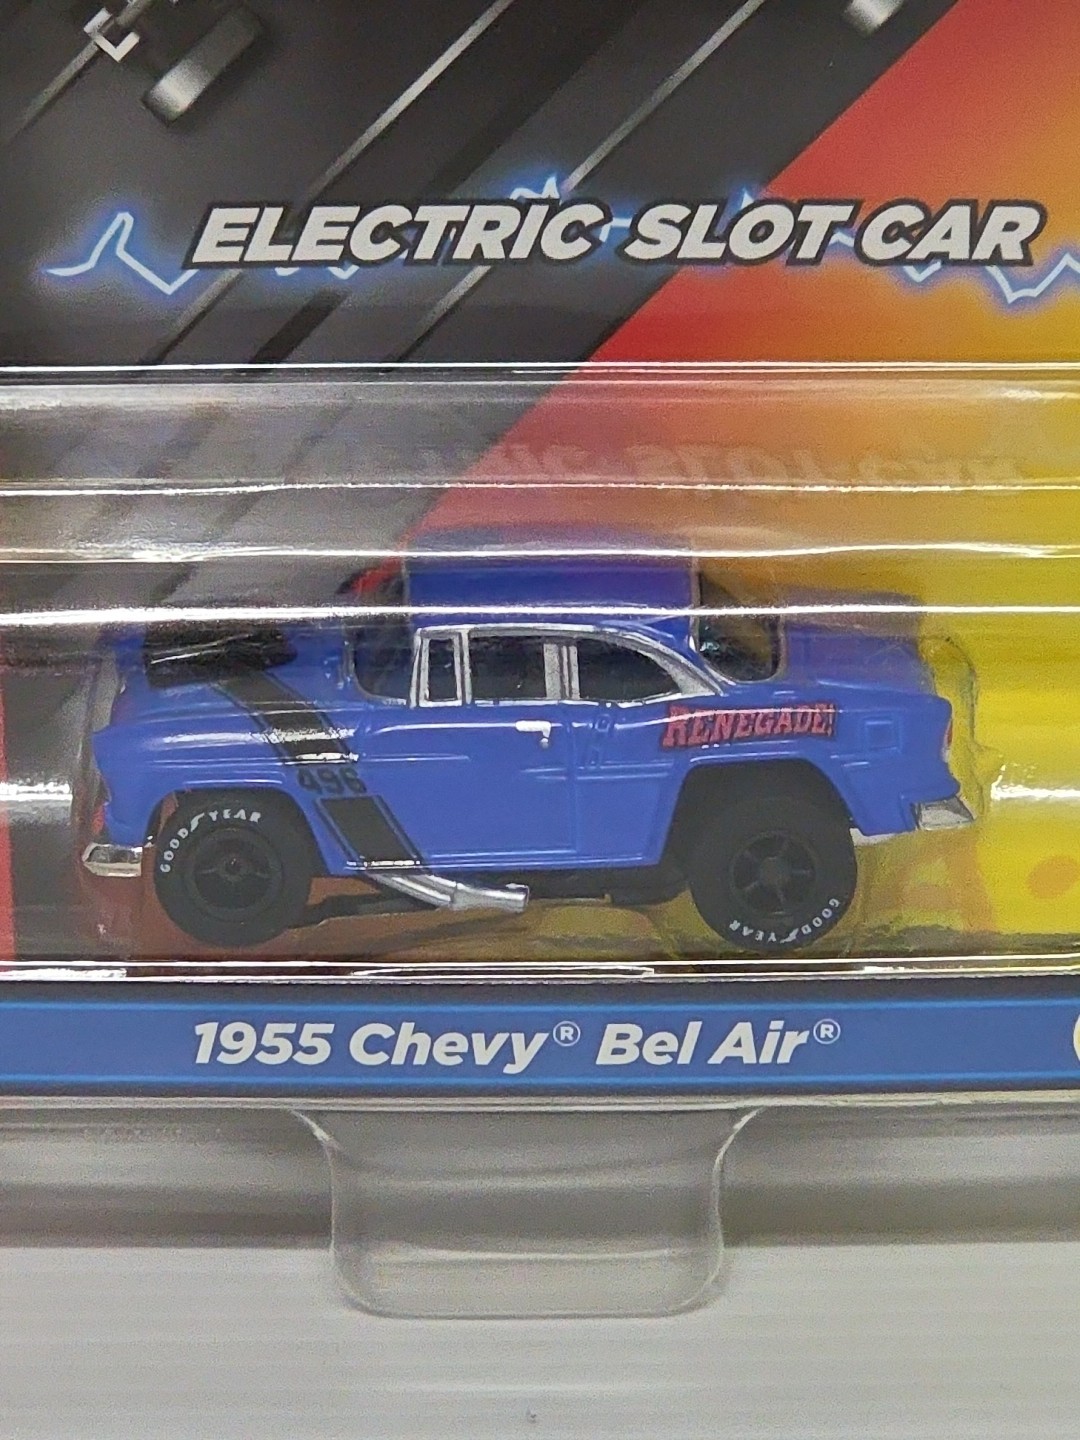 ELECTRIC SLOT CAR
RENEGADE!
496
GOODYEAR
GOODYEAR
1955 Chevy® Bel Air®